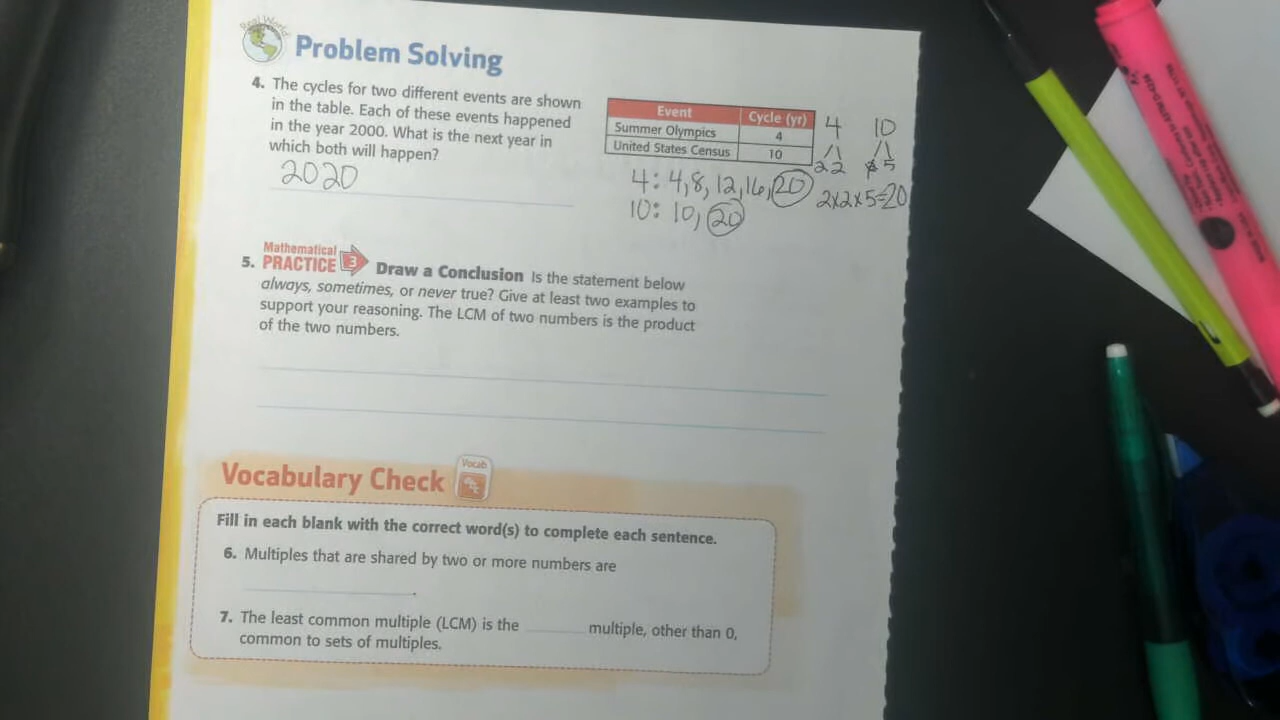 Real World
Problem Solving
4. The cycles for two different events are shown
in the table. Each of these events happened
in the year 2000. What is the next year in
which both will happen?
2020
Event Cycle (yr)
Summer Olympics 4
United States Census 10
4 10
2 2 2 5
4: 4, 8, 12, 16, 20
10: 10, 20
2x2x5=20
5. Mathematical
PRACTICE 3 Draw a Conclusion Is the statement below
always, sometimes, or never true? Give at least two examples to
support your reasoning. The LCM of two numbers is the product
of the two numbers.
Vocabulary Check Vocab
Fill in each blank with the correct word(s) to complete each sentence.
6. Multiples that are shared by two or more numbers are
.
7. The least common multiple (LCM) is the multiple, other than 0,
common to sets of multiples.